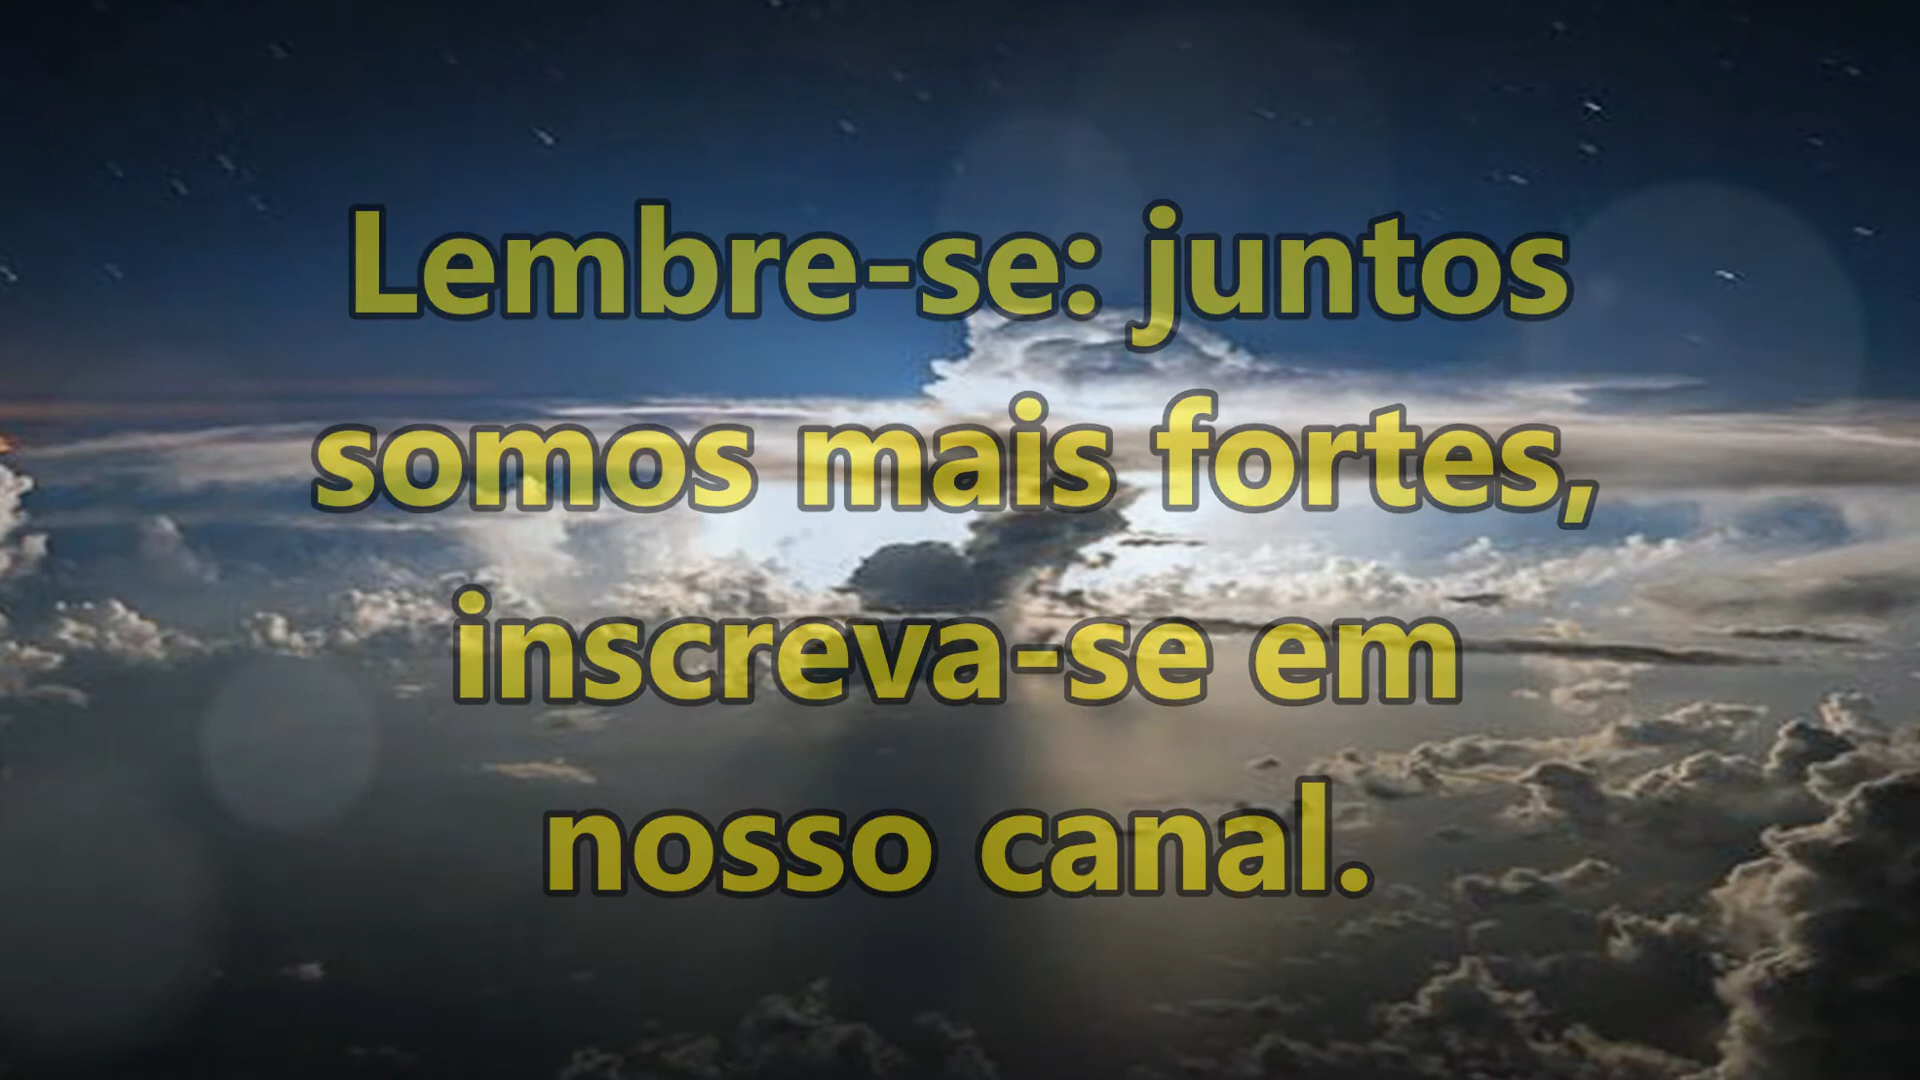 Lembre-se: juntos
somos mais fortes,
inscreva-se em
nosso canal.